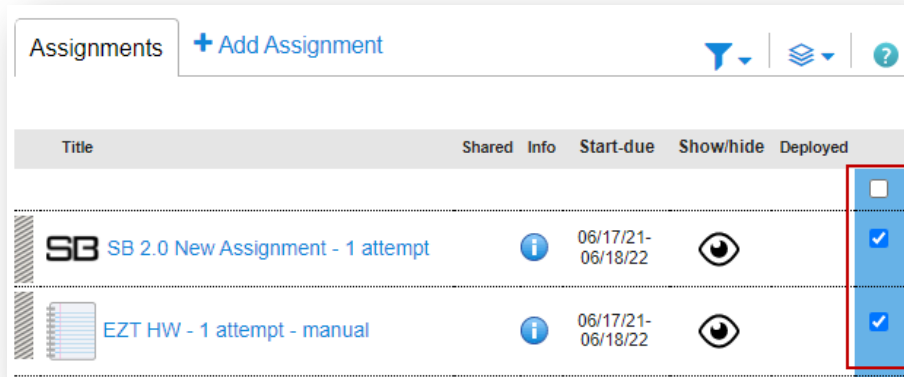 Assignments + Add Assignment ?
Title Shared Info Start-due Show/hide Deployed
SB SB 2.0 New Assignment - 1 attempt i 06/17/21-
06/18/22
EZT HW - 1 attempt - manual i 06/17/21-
06/18/22